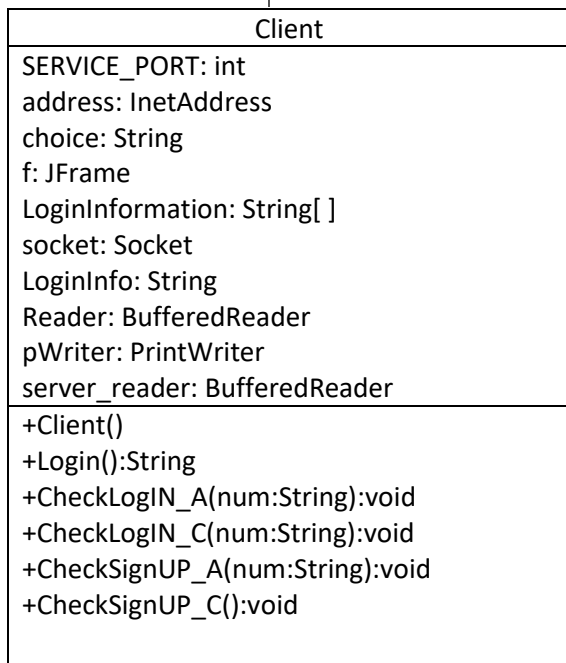 Client
SERVICE_PORT: int
address: InetAddress
choice: String
f: JFrame
LoginInformation: String[ ]
socket: Socket
LoginInfo: String
Reader: BufferedReader
pWriter: PrintWriter
server_reader: BufferedReader
+Client()
+Login():String
+CheckLogIN_A(num:String):void
+CheckLogIN_C(num:String):void
+CheckSignUP_A(num:String):void
+CheckSignUP_C():void